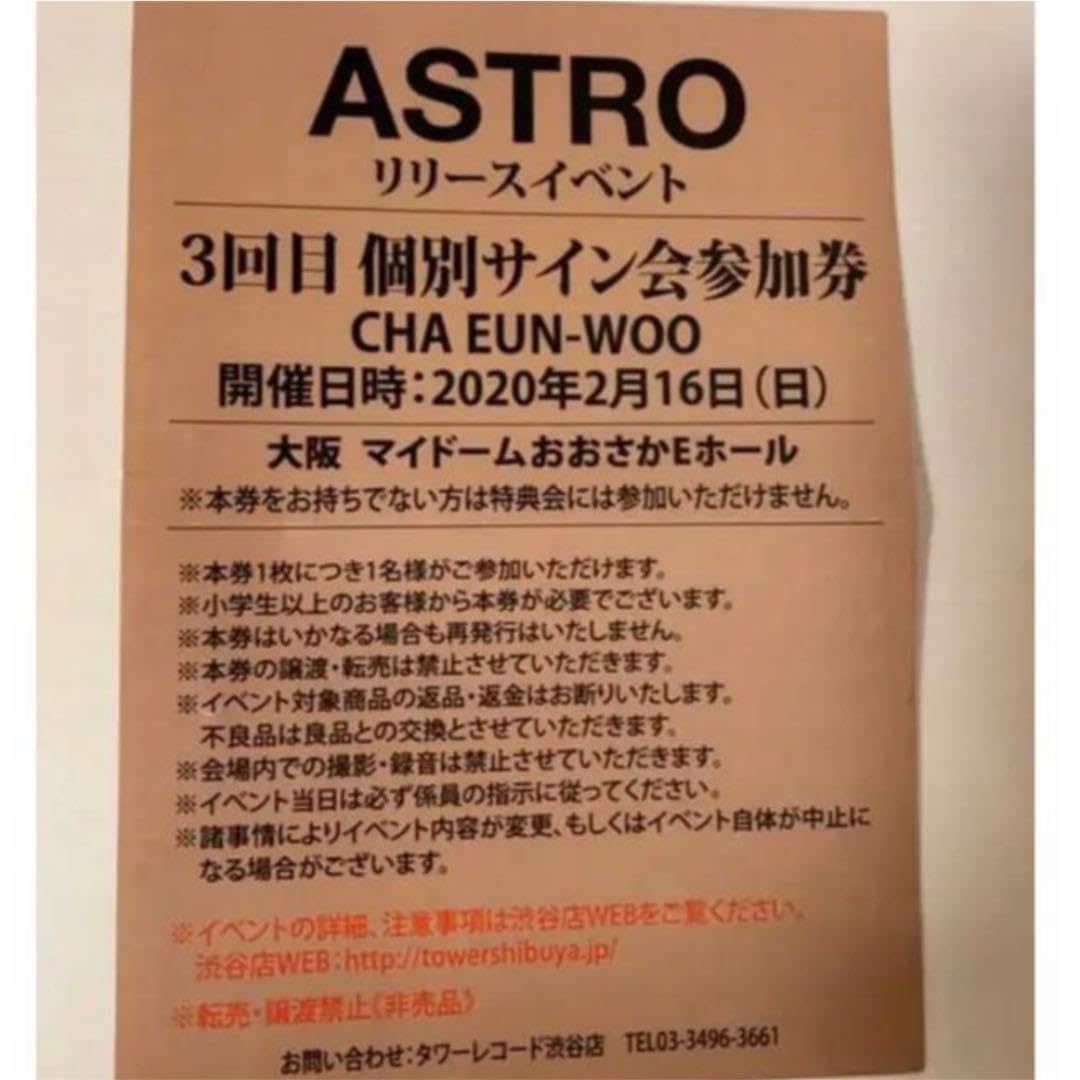 ASTRO
リリースイベント
3回目 個別サイン会参加券
CHA EUN-WOO
開催日時：2020年2月16日（日）
大阪 マイドームおおさかEホール
※本券をお持ちでない方は特典会には参加いただけません。
※本券1枚につき1名様がご参加いただけます。
※小学生以上のお客様から本券が必要でございます。
※本券はいかなる場合も再発行はいたしません。
※本券の譲渡・転売は禁止させていただきます。
※イベント対象商品の返品・返金はお断りいたします。
不良品は良品との交換とさせていただきます。
※会場内での撮影・録音は禁止させていただきます。
※イベント当日は必ず係員の指示に従ってください。
※諸事情によりイベント内容が変更、もしくはイベント自体が中止に
なる場合がございます。
※イベントの詳細、注意事項は渋谷店WEBをご覧ください。
渋谷店WEB：http://towershibuya.jp/
※転売・譲渡禁止《非売品》
お問い合わせ：タワーレコード渋谷店 TEL03-3496-3661